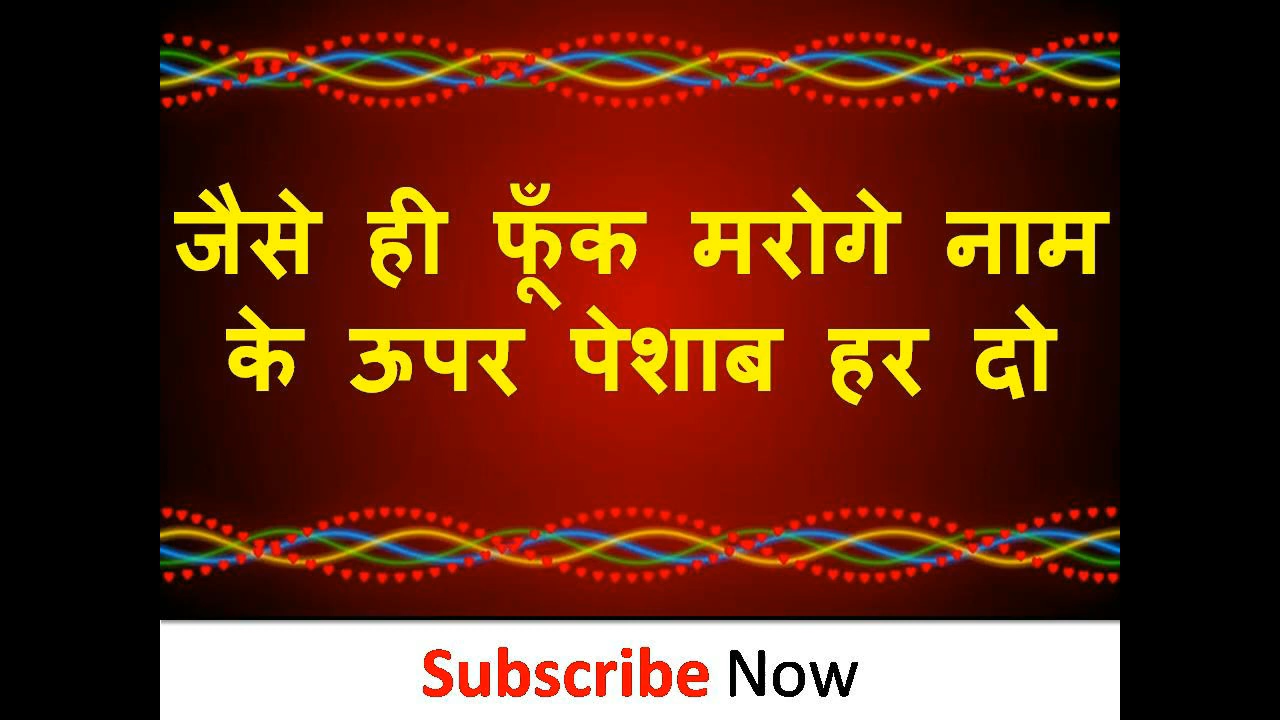 जैसे ही फूँक मरोगे नाम
के ऊपर पेशाब हर दो
Subscribe Now